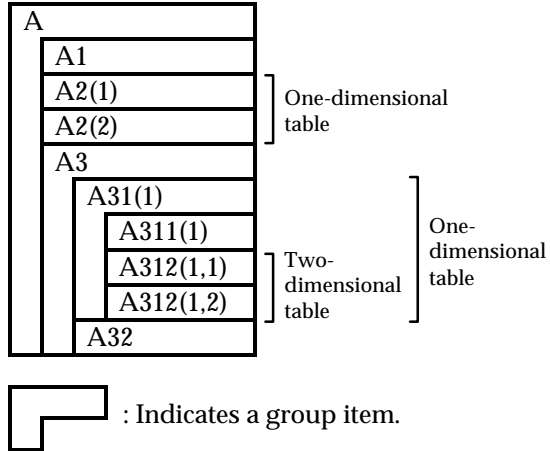 A
A1
A2(1)
A2(2)
One-dimensional
table
A3
A31(1)
A311(1)
A312(1,1)
A312(1,2)
Two-
dimensional
table
One-
dimensional
table
A32
: Indicates a group item.